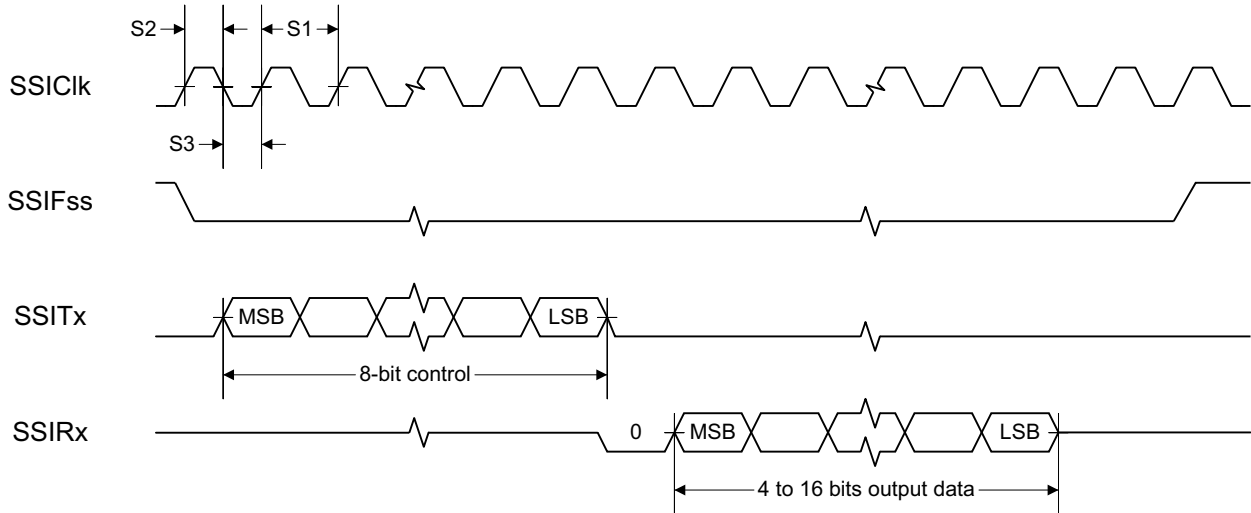 S2
S1
SSIClk
S3
SSIFss
SSITx
MSB
LSB
8-bit control
SSIRx
0
MSB
LSB
4 to 16 bits output data